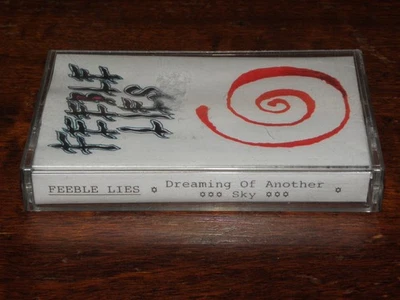 FEEBLE
LIES
FEEBLE LIES ✡ Dreaming Of Another ✡
✡✡✡ Sky ✡✡✡